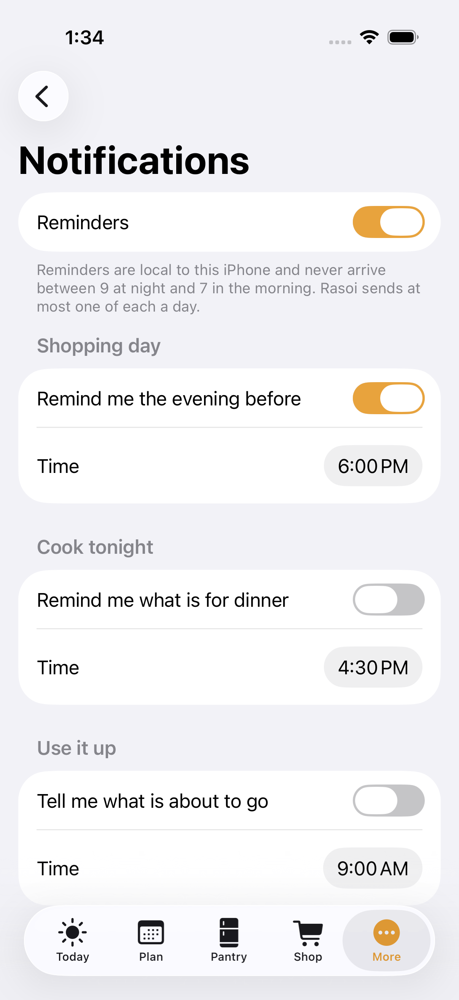 1:34
Notifications
Reminders
Reminders are local to this iPhone and never arrive
between 9 at night and 7 in the morning. Rasoi sends at
most one of each a day.
Shopping day
Remind me the evening before
Time 6:00 PM
Cook tonight
Remind me what is for dinner
Time 4:30 PM
Use it up
Tell me what is about to go
Time 9:00 AM
Today Plan Pantry Shop More